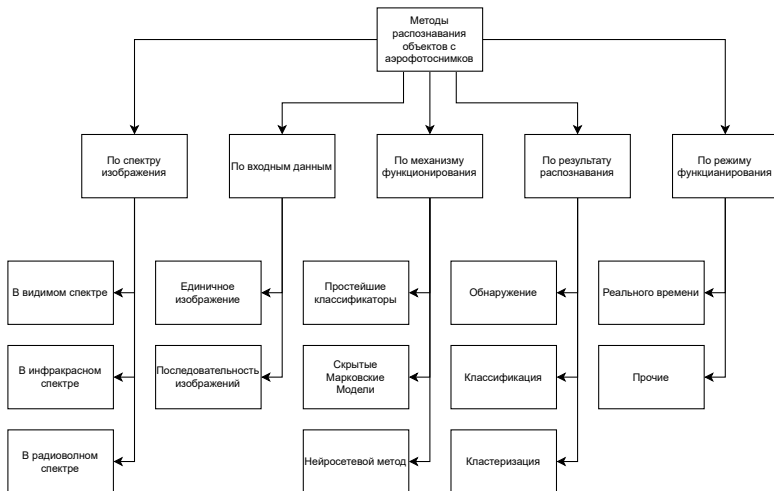 Методы
распознавания
объектов с
аэрофотоснимков
По спектру
изображения
По входным данным
По механизму
функционирования
По результату
распознавания
По режиму
функцианирования
В видимом спектре
Единичное
изображение
Простейшие
классификаторы
Обнаружение
Реального времени
В инфракрасном
спектре
Последовательность
изображений
Скрытые
Марковские
Модели
Классификация
Прочие
В радиоволном
спектре
Нейросетевой метод
Кластеризация